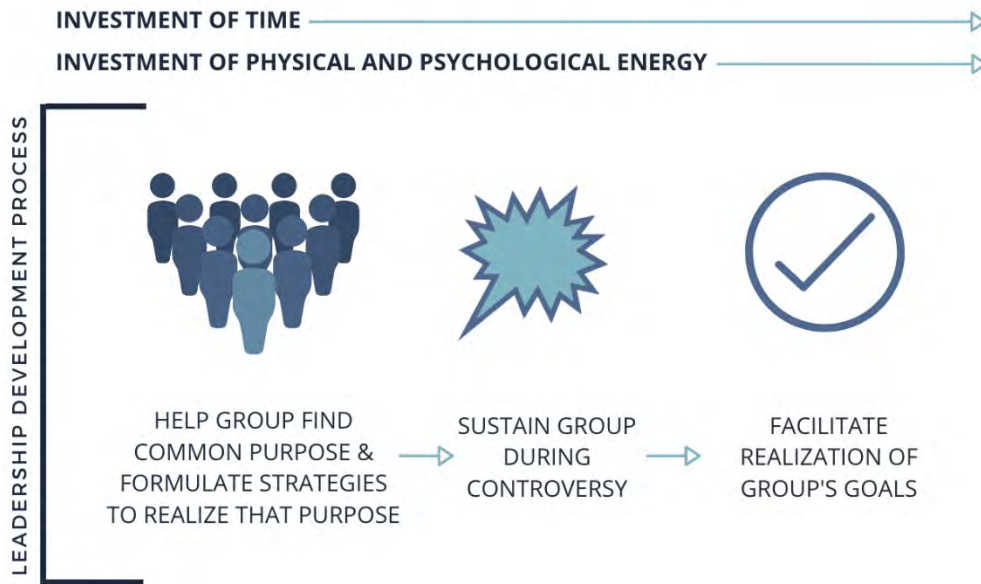 INVESTMENT OF TIME
INVESTMENT OF PHYSICAL AND PSYCHOLOGICAL ENERGY
LEADERSHIP DEVELOPMENT PROCESS
HELP GROUP FIND
COMMON PURPOSE &
FORMULATE STRATEGIES
TO REALIZE THAT PURPOSE
SUSTAIN GROUP
DURING
CONTROVERSY
FACILITATE
REALIZATION OF
GROUP'S GOALS